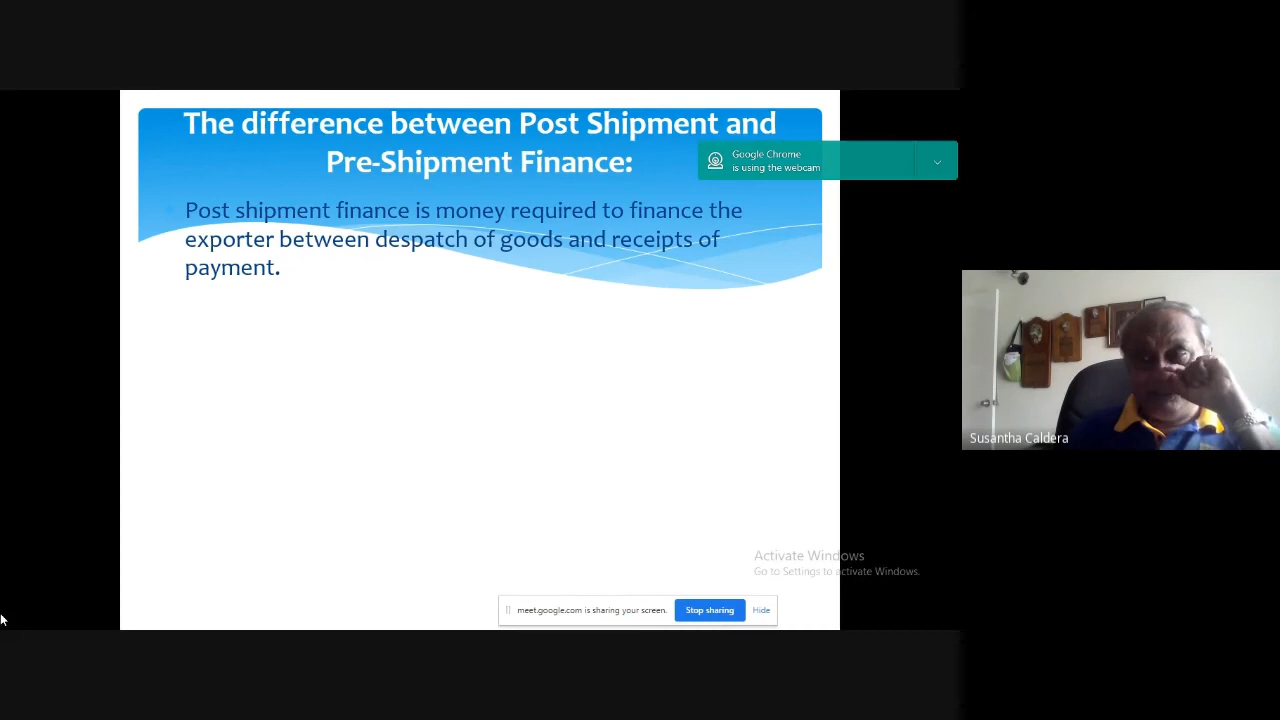 The difference between Post Shipment and
Pre-Shipment Finance:
Google Chrome
is using the webcam
Post shipment finance is money required to finance the
exporter between despatch of goods and receipts of
payment.
Susantha Caldera
Activate Windows
Go to Settings to activate Windows.
meet.google.com is sharing your screen.
Stop sharing
Hide